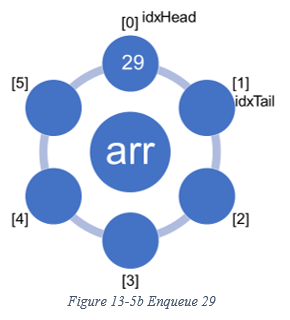 [0] idxHead
29
[5]
[1]
idxTail
arr
[4]
[2]
[3]
Figure 13-5b Enqueue 29